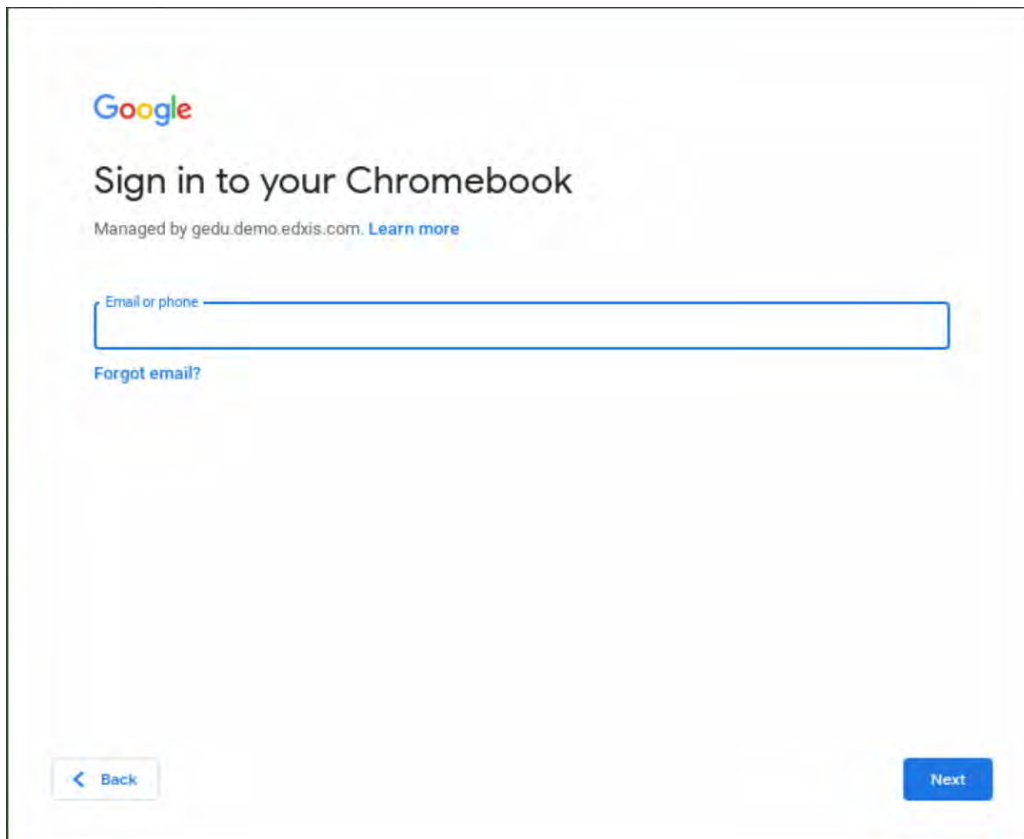 Google
Sign in to your Chromebook
Managed by gedu.demo.edxis.com. Learn more
Email or phone
Forgot email?
Back
Next